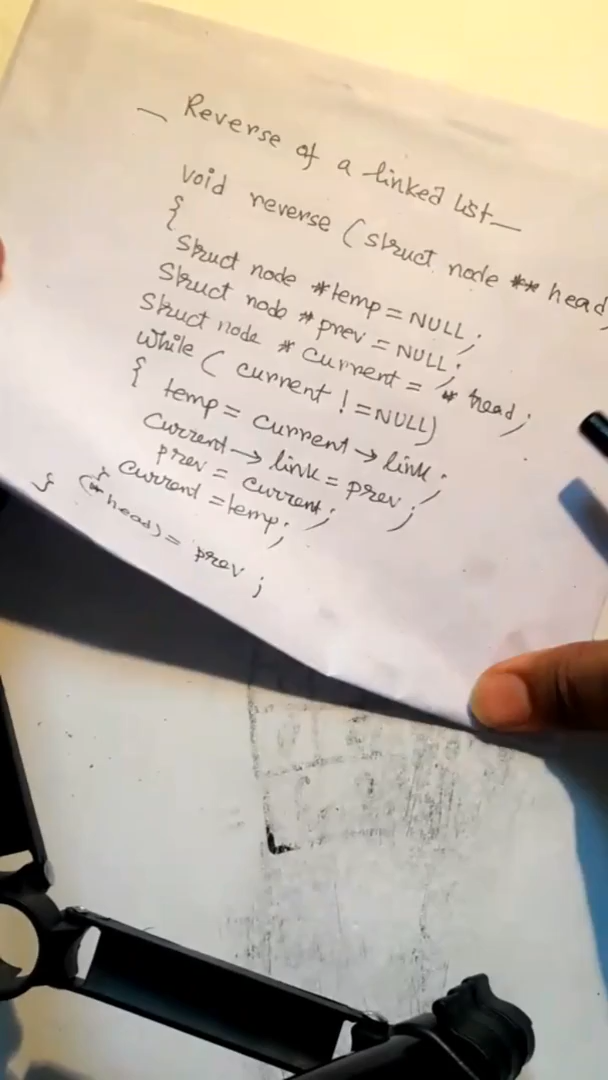 — Reverse of a linked list —
void reverse (struct node ** head)
{
struct node *temp = NULL;
struct node *prev = NULL;
struct node * current = * head;
while ( current != NULL)
{ temp = current → link;
current → link = prev;
prev = current;
} current = temp;
(*head) = prev;
}